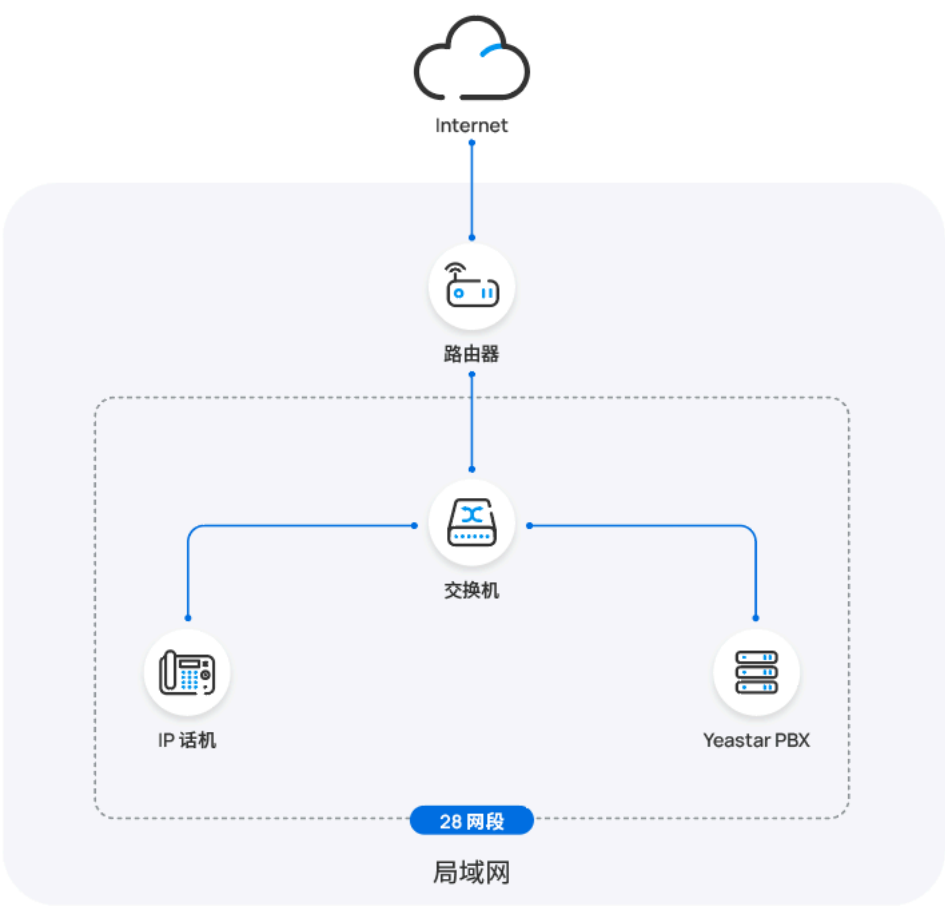 Internet
路由器
交换机
IP 话机
Yeastar PBX
28 网段
局域网